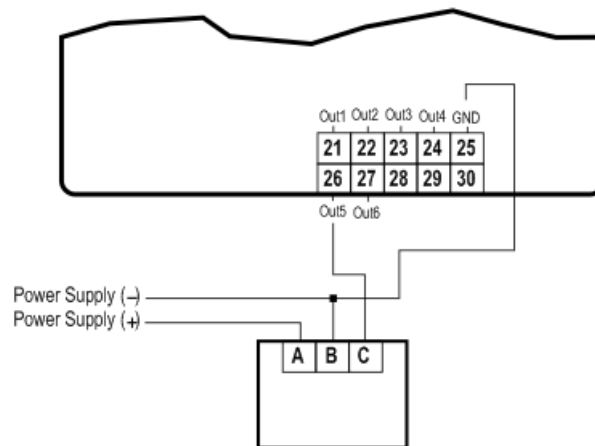 Out1 Out2 Out3 Out4 GND
21 22 23 24 25
26 27 28 29 30
Out5 Out6
Power Supply (–)
Power Supply (+)
A B C